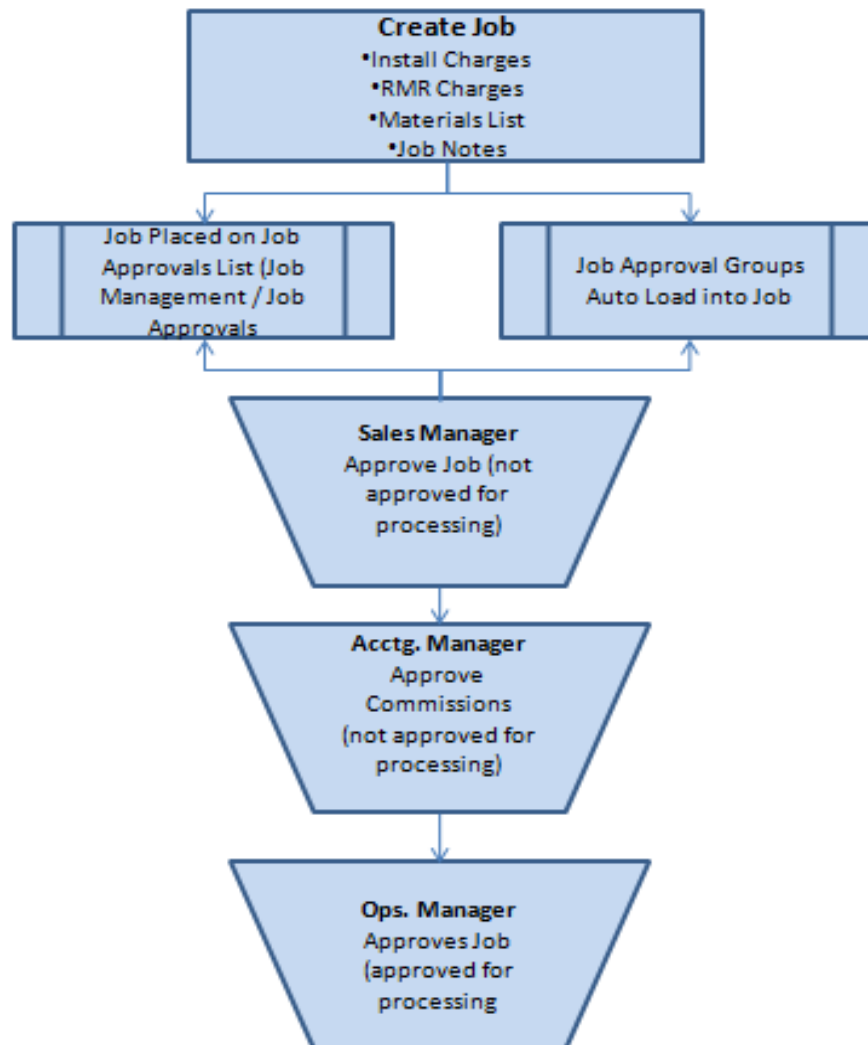 Create Job
•Install Charges
•RMR Charges
•Materials List
•Job Notes
Job Placed on Job
Approvals List (Job
Management / Job
Approvals
Job Approval Groups
Auto Load into Job
Sales Manager
Approve Job (not
approved for
processing)
Acctg. Manager
Approve
Commissions
(not approved for
processing)
Ops. Manager
Approves Job
(approved for
processing